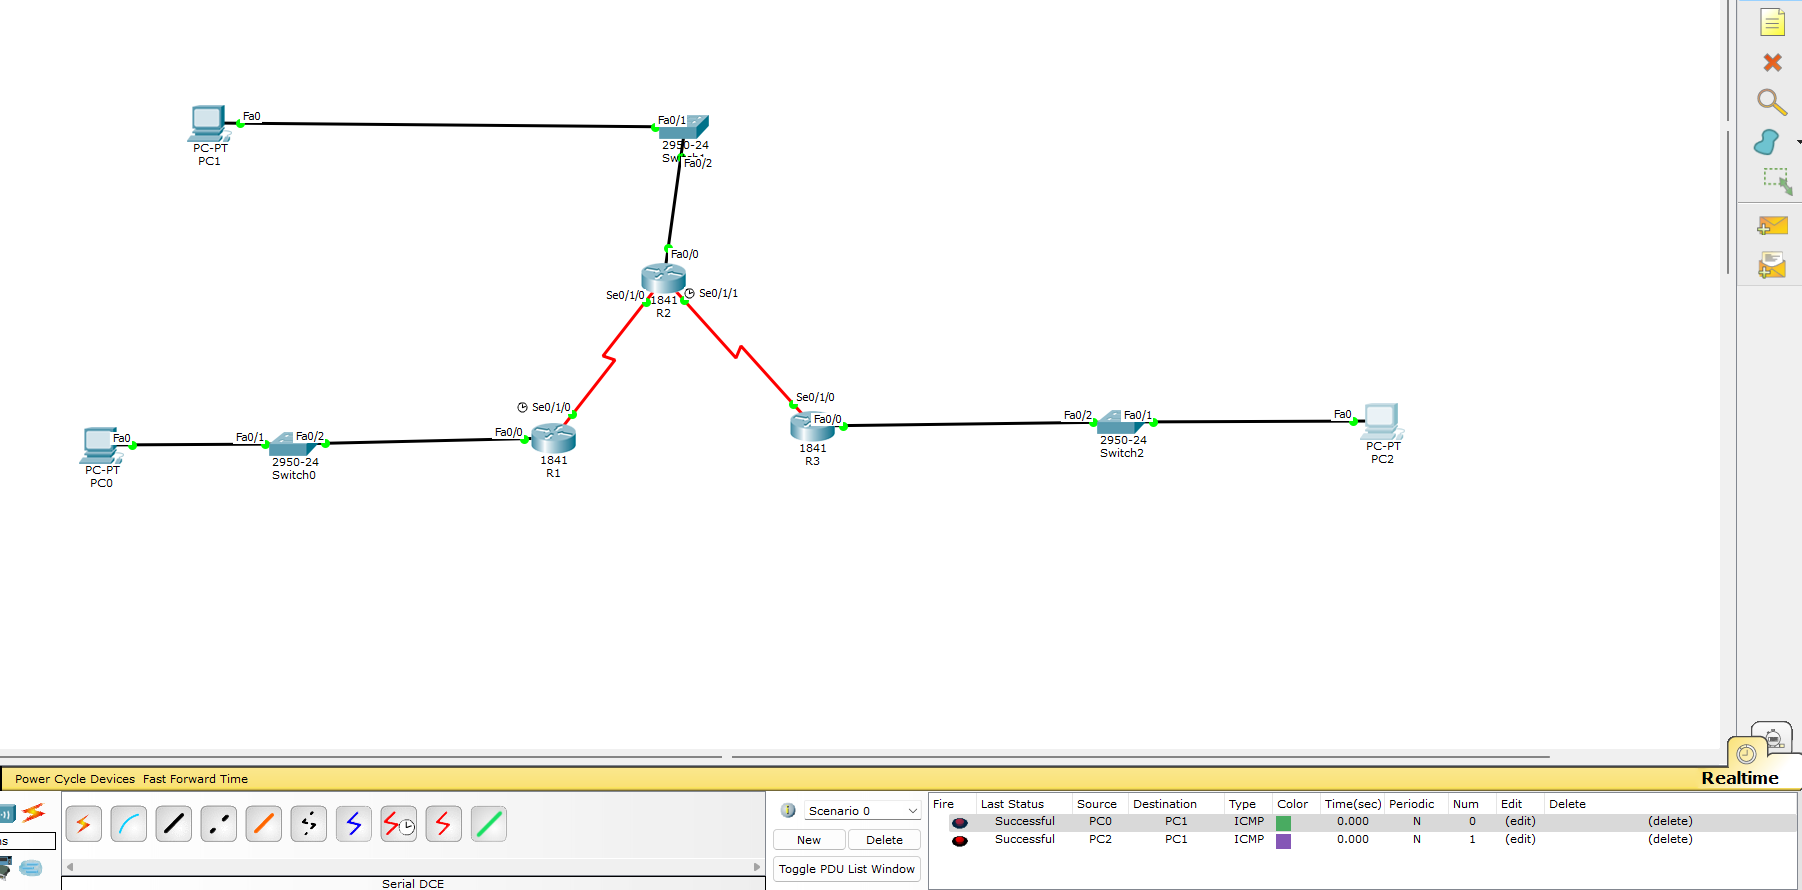 Fa0
Fa0/1
PC-PT
PC1
2950-24
Fa0/2
Fa0/0
Se0/1/0
Se0/1/1
1841
R2
Se0/1/0
Se0/1/0
Fa0
Fa0/1
Fa0/2
Fa0/0
PC-PT
PC0
2950-24
Switch0
1841
R1
Fa0/0
1841
R3
Fa0/2
Fa0/1
2950-24
Switch2
Fa0
PC-PT
PC2
Power Cycle Devices Fast Forward Time
Realtime
Scenario 0
New
Delete
Toggle PDU List Window
Serial DCE
Fire Last Status Source Destination Type Color Time(sec) Periodic Num Edit Delete
Successful PC0 PC1 ICMP 0.000 N 0 (edit) (delete)
Successful PC2 PC1 ICMP 0.000 N 1 (edit) (delete)